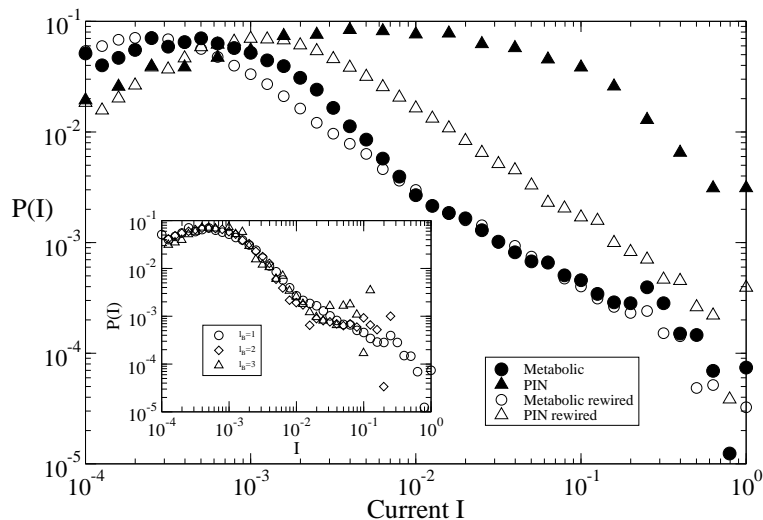 10^-1
10^-2
P(I)
10^-3
10^-4
10^-5
10^-4
10^-3
10^-2
10^-1
10^0
Current I
Metabolic
PIN
Metabolic rewired
PIN rewired
10^-1
10^-2
P(I)
10^-3
10^-4
10^-5
10^-4
10^-3
10^-2
10^-1
10^0
I
l_B=1
l_B=2
l_B=3